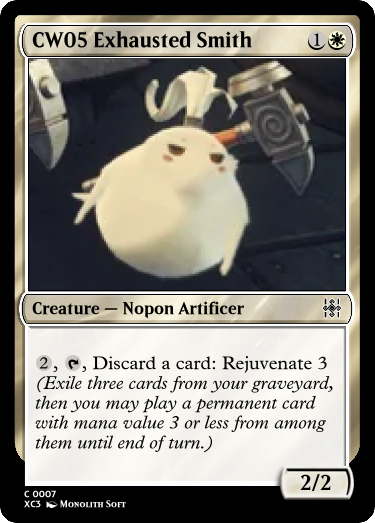 CW05 Exhausted Smith 1
Creature — Nopon Artificer
2, , Discard a card: Rejuvenate 3
(Exile three cards from your graveyard,
then you may play a permanent card
with mana value 3 or less from among
them until end of turn.)
2/2
C 0007
XC3 Monolith Soft